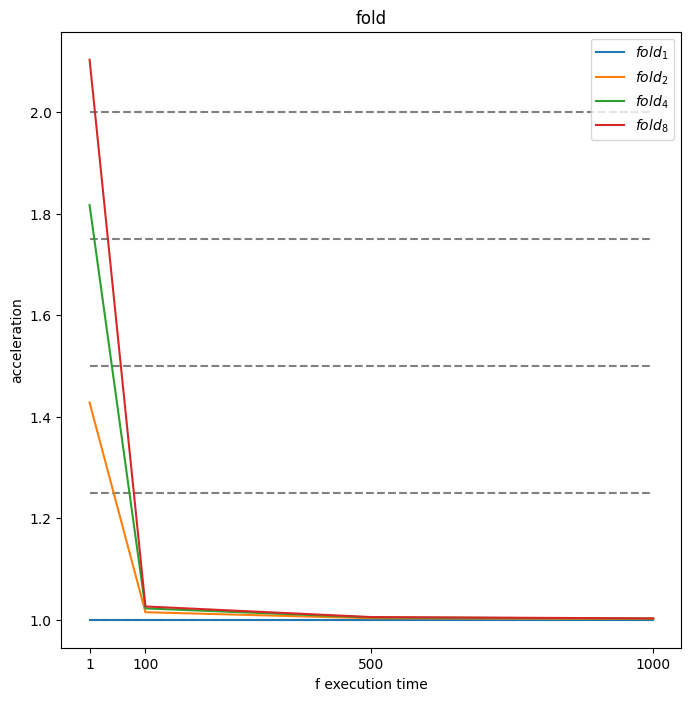 fold
fold₁
fold₂
fold₄
fold₈
acceleration
2.0
1.8
1.6
1.4
1.2
1.0
1 100 500 1000
f execution time